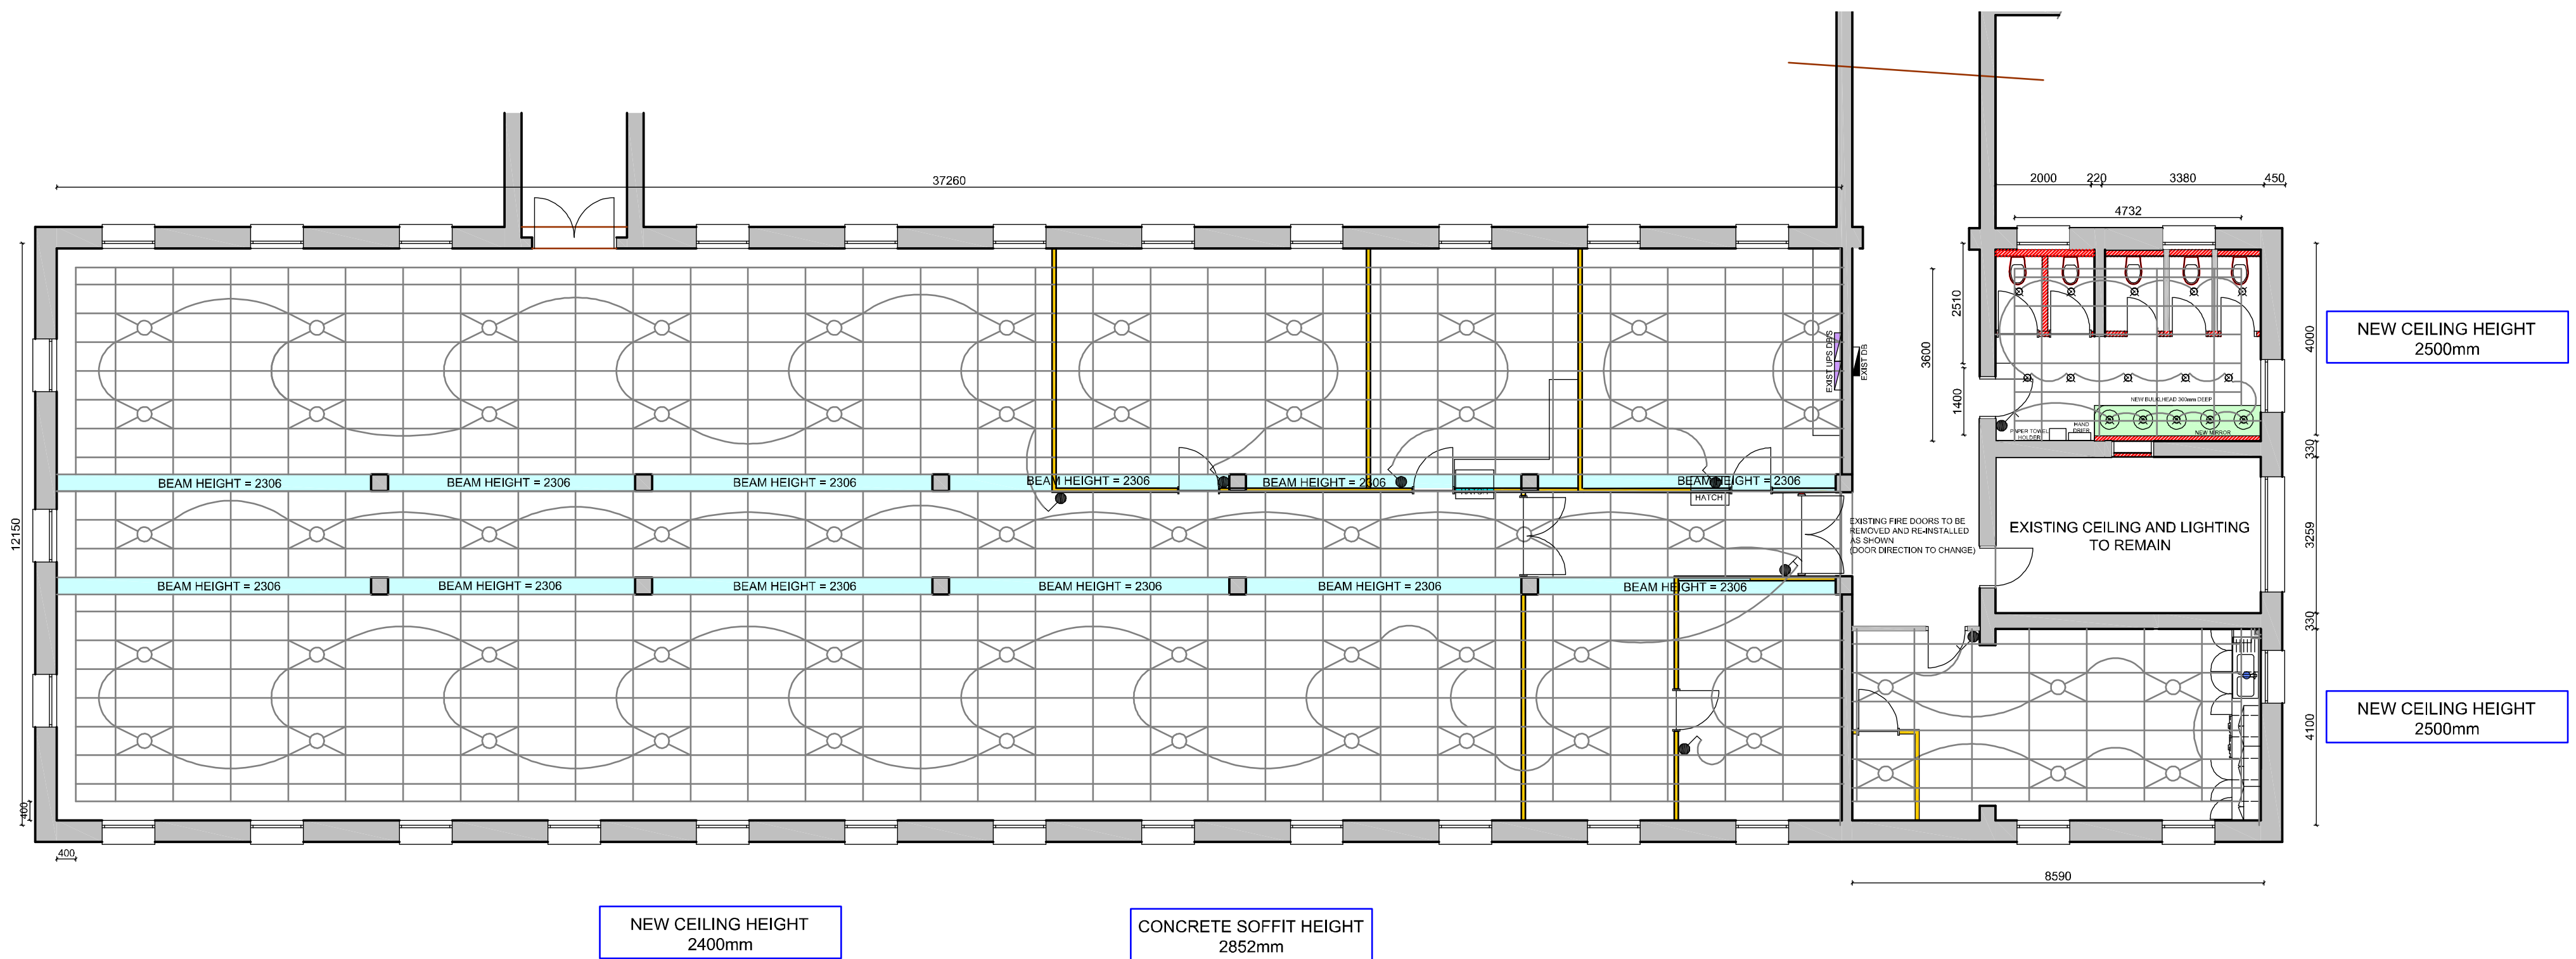 37260
2000
220
3380
450
4732
12150
2510
3600
1400
4000
330
3259
330
4100
NEW CEILING HEIGHT
2500mm
EXIST UPS DB/S
EXIST DB
NEW BULKHEAD 300mm DEEP
PAPER TOWEL
HOLDER
HAND
DRIER
NEW MIRROR
BEAM HEIGHT = 2306
BEAM HEIGHT = 2306
BEAM HEIGHT = 2306
BEAM HEIGHT = 2306
BEAM HEIGHT = 2306
BEAM HEIGHT = 2306
HATCH
HATCH
EXISTING FIRE DOORS TO BE
REMOVED AND RE-INSTALLED
AS SHOWN
(DOOR DIRECTION TO CHANGE)
EXISTING CEILING AND LIGHTING
TO REMAIN
BEAM HEIGHT = 2306
BEAM HEIGHT = 2306
BEAM HEIGHT = 2306
BEAM HEIGHT = 2306
BEAM HEIGHT = 2306
BEAM HEIGHT = 2306
NEW CEILING HEIGHT
2500mm
400
400
8590
NEW CEILING HEIGHT
2400mm
CONCRETE SOFFIT HEIGHT
2852mm